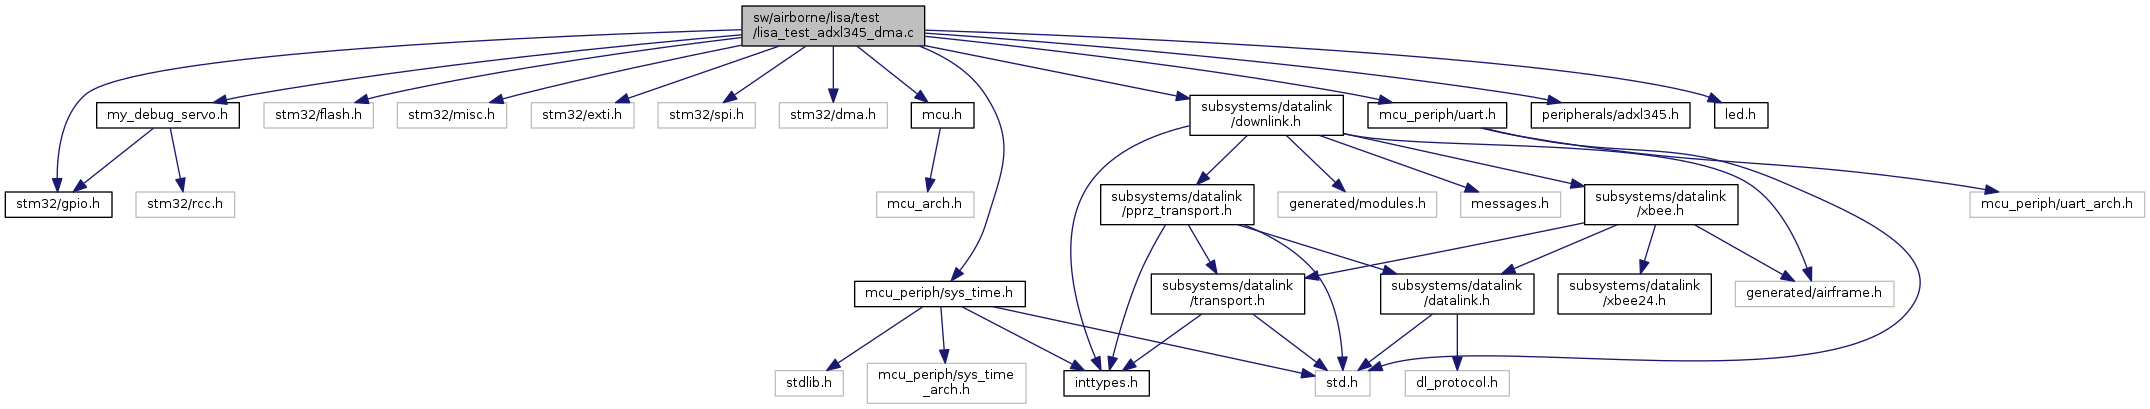 sw/airborne/lisa/test
/lisa_test_adxl345_dma.c
my_debug_servo.h
stm32/flash.h
stm32/misc.h
stm32/exti.h
stm32/spi.h
stm32/dma.h
mcu.h
subsystems/datalink
/downlink.h
mcu_periph/uart.h
peripherals/adxl345.h
led.h
stm32/gpio.h
stm32/rcc.h
mcu_arch.h
subsystems/datalink
/pprz_transport.h
generated/modules.h
messages.h
subsystems/datalink
/xbee.h
mcu_periph/uart_arch.h
mcu_periph/sys_time.h
subsystems/datalink
/transport.h
subsystems/datalink
/datalink.h
subsystems/datalink
/xbee24.h
generated/airframe.h
stdlib.h
mcu_periph/sys_time
_arch.h
inttypes.h
std.h
dl_protocol.h